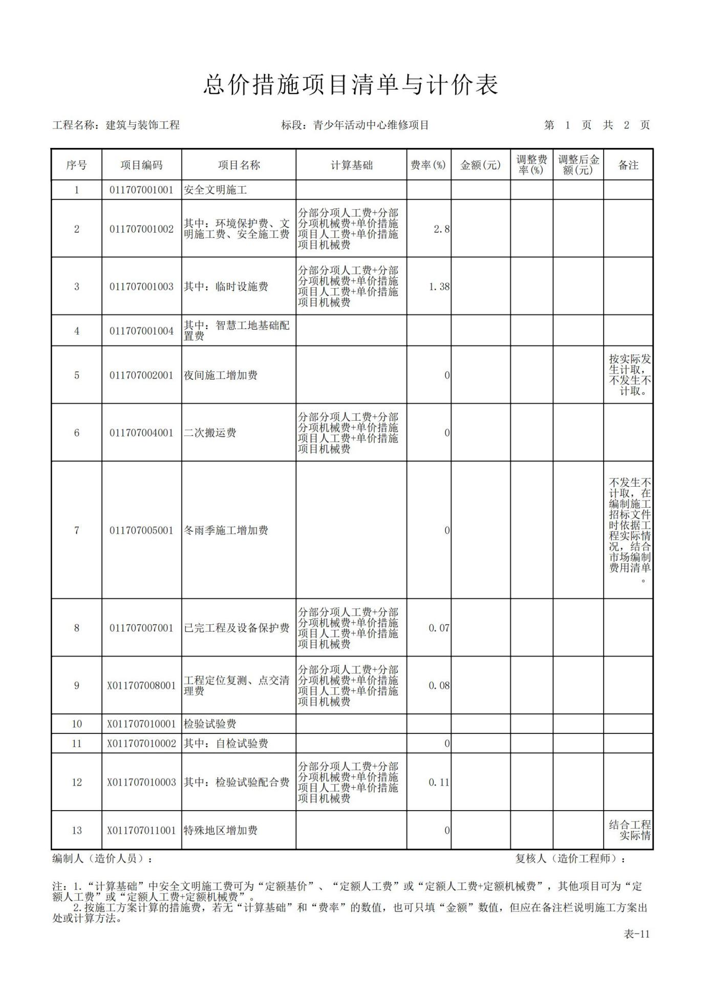 总价措施项目清单与计价表
工程名称：建筑与装饰工程 标段：青少年活动中心维修项目 第 1 页 共 2 页
序号 项目编码 项目名称 计算基础 费率(%) 金额(元) 调整费率(%) 调整后金额(元) 备注
1 011707001001 安全文明施工
2 011707001002 其中：环境保护费、文明施工费、安全施工费 分部分项人工费+分部分项机械费+单价措施项目人工费+单价措施项目机械费 2.8
3 011707001003 其中：临时设施费 分部分项人工费+分部分项机械费+单价措施项目人工费+单价措施项目机械费 1.38
4 011707001004 其中：智慧工地基础配置费
5 011707002001 夜间施工增加费 0 按实际发生计取，不发生不计取。
6 011707004001 二次搬运费 分部分项人工费+分部分项机械费+单价措施项目人工费+单价措施项目机械费 0
7 011707005001 冬雨季施工增加费 0 不发生不计取，在编制施工招标文件时依据工程实际情况，结合市场编制费用清单。
8 011707007001 已完工程及设备保护费 分部分项人工费+分部分项机械费+单价措施项目人工费+单价措施项目机械费 0.07
9 X011707008001 工程定位复测、点交清理费 分部分项人工费+分部分项机械费+单价措施项目人工费+单价措施项目机械费 0.08
10 X011707010001 检验试验费
11 X011707010002 其中：自检试验费 0
12 X011707010003 其中：检验试验配合费 分部分项人工费+分部分项机械费+单价措施项目人工费+单价措施项目机械费 0.11
13 X011707011001 特殊地区增加费 0 结合工程实际情
编制人（造价人员）： 复核人（造价工程师）：
注：1.“计算基础”中安全文明施工费可为“定额基价”、“定额人工费”或“定额人工费+定额机械费”，其他项目可为“定
额人工费”或“定额人工费+定额机械费”。
2.按施工方案计算的措施费，若无“计算基础”和“费率”的数值，也可只填“金额”数值，但应在备注栏说明施工方案出
处或计算方法。
表-11